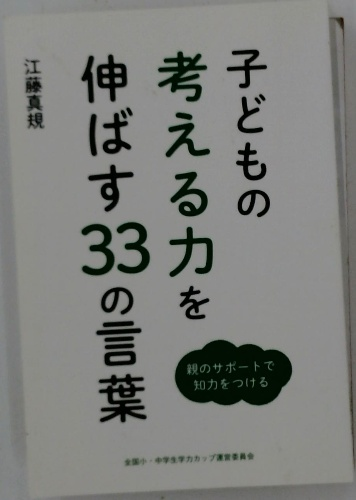 子どもの
考える力を
伸ばす33の言葉
江藤真規
親のサポートで
知力をつける
全国小・中学生学力カップ運営委員会